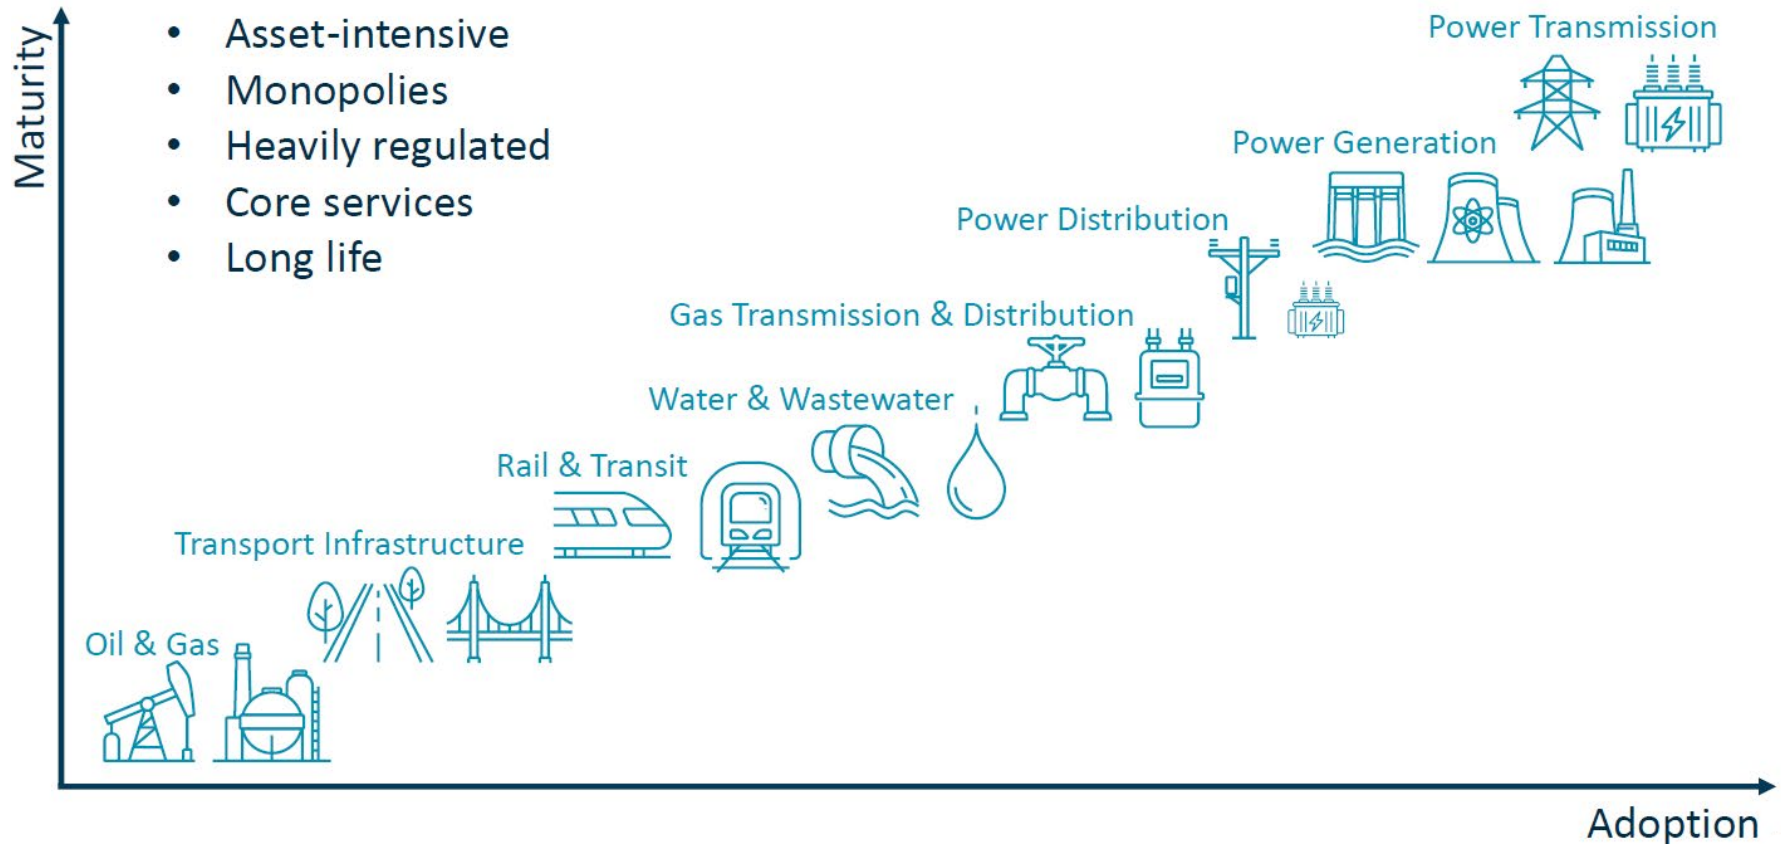 Maturity
• Asset-intensive
• Monopolies
• Heavily regulated
• Core services
• Long life
Power Transmission
Power Generation
Power Distribution
Gas Transmission & Distribution
Water & Wastewater
Rail & Transit
Transport Infrastructure
Oil & Gas
Adoption